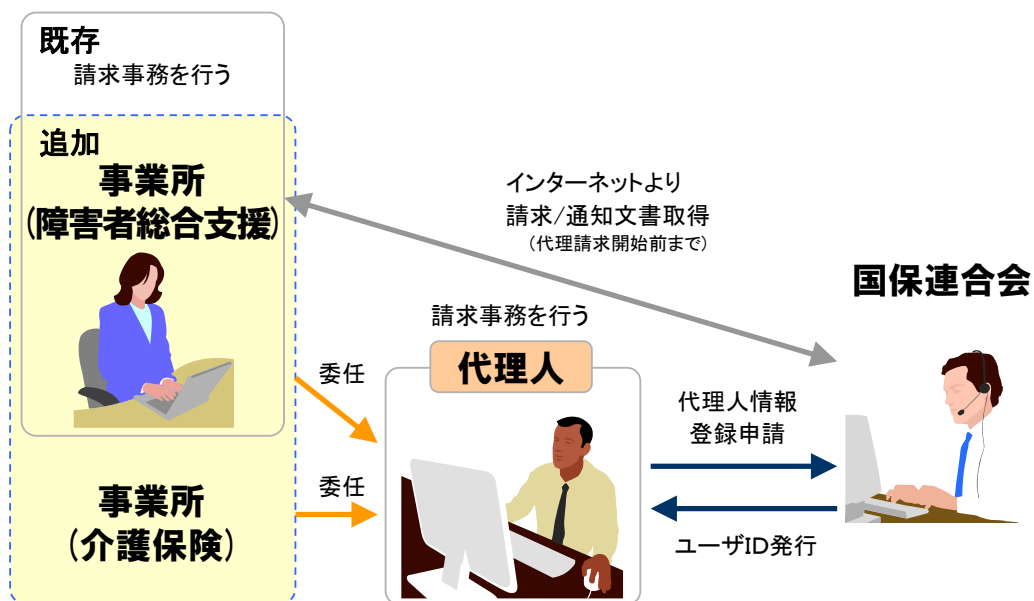 既存
請求事務を行う
追加
事業所
(障害者総合支援)
インターネットより
請求/通知文書取得
(代理請求開始前まで)
国保連合会
請求事務を行う
代理人
委任
代理人情報
登録申請
委任
事業所
(介護保険)
ユーザID発行